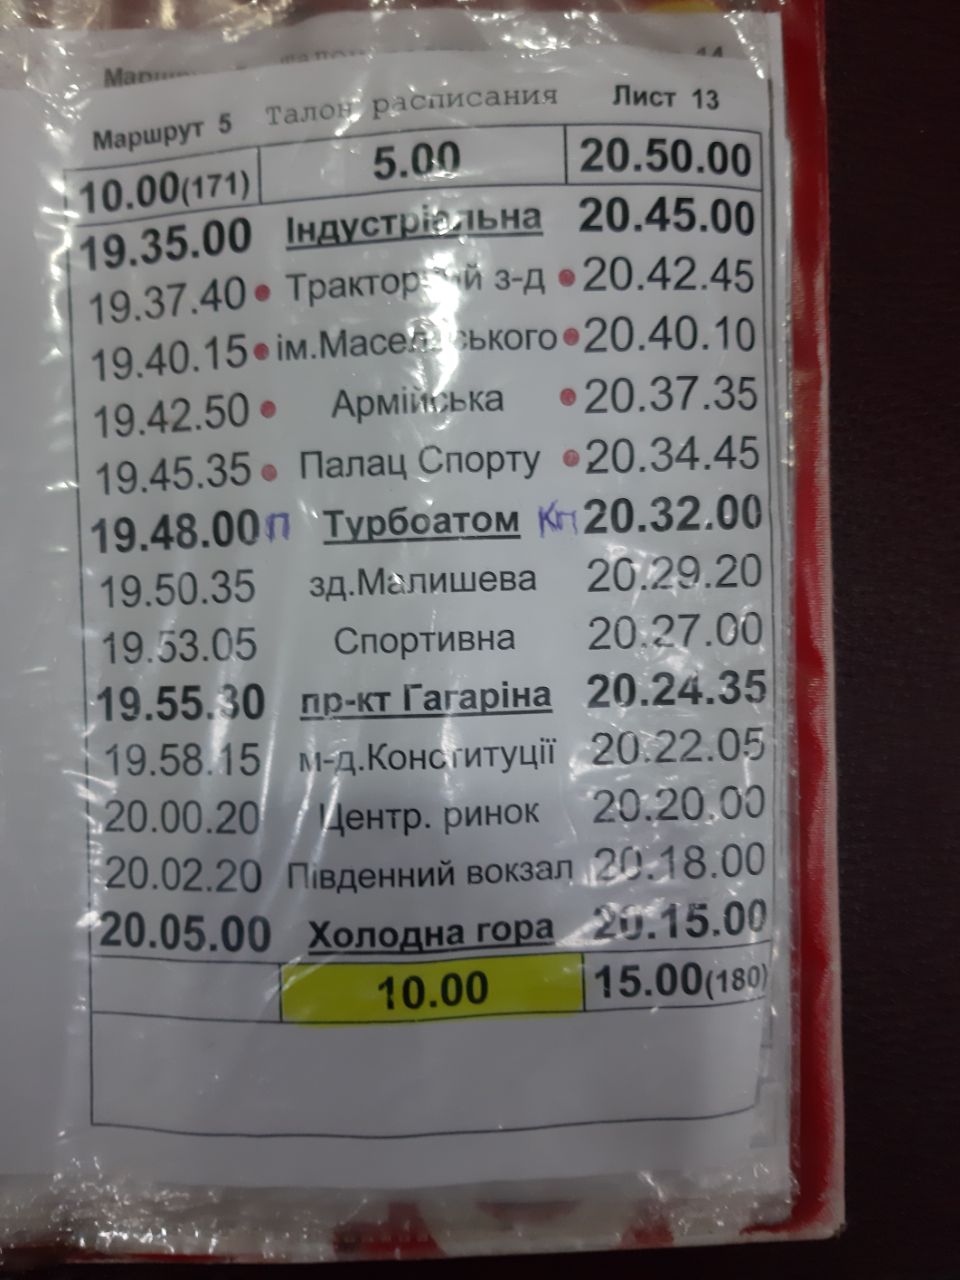 14
Маршрут 5 Талон расписания Лист 13
10.00(171) 5.00 20.50.00
19.35.00 Індустріальна 20.45.00
19.37.40 Тракторний з-д 20.42.45
19.40.15 ім.Масельського 20.40.10
19.42.50 Армійська 20.37.35
19.45.35 Палац Спорту 20.34.45
19.48.00 П Турбоатом КП 20.32.00
19.50.35 зд.Малишева 20.29.20
19.53.05 Спортивна 20.27.00
19.55.30 пр-кт Гагаріна 20.24.35
19.58.15 м-д.Конституції 20.22.05
20.00.20 Центр. ринок 20.20.00
20.02.20 Південний вокзал 20.18.00
20.05.00 Холодна гора 20.15.00
10.00 15.00(180)